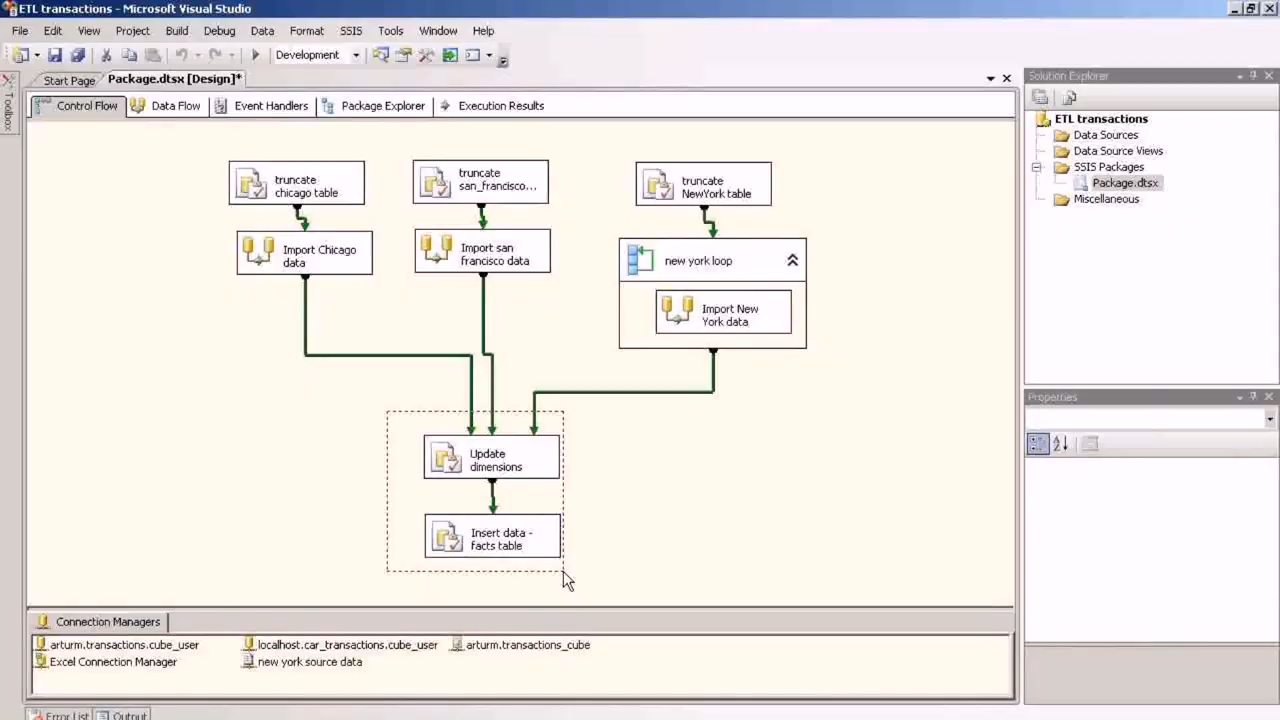 ETL transactions - Microsoft Visual Studio
File Edit View Project Build Debug Data Format SSIS Tools Window Help
Development
Toolbox
Start Page Package.dtsx [Design]*
Control Flow Data Flow Event Handlers Package Explorer Execution Results
truncate
chicago table
truncate
san_francisco...
truncate
NewYork table
Import Chicago
data
Import san
francisco data
new york loop
Import New
York data
Update
dimensions
Insert data -
facts table
Connection Managers
arturm.transactions.cube_user localhost.car_transactions.cube_user arturm.transactions_cube
Excel Connection Manager new york source data
Error List Output
Solution Explorer
ETL transactions
Data Sources
Data Source Views
SSIS Packages
Package.dtsx
Miscellaneous
Properties